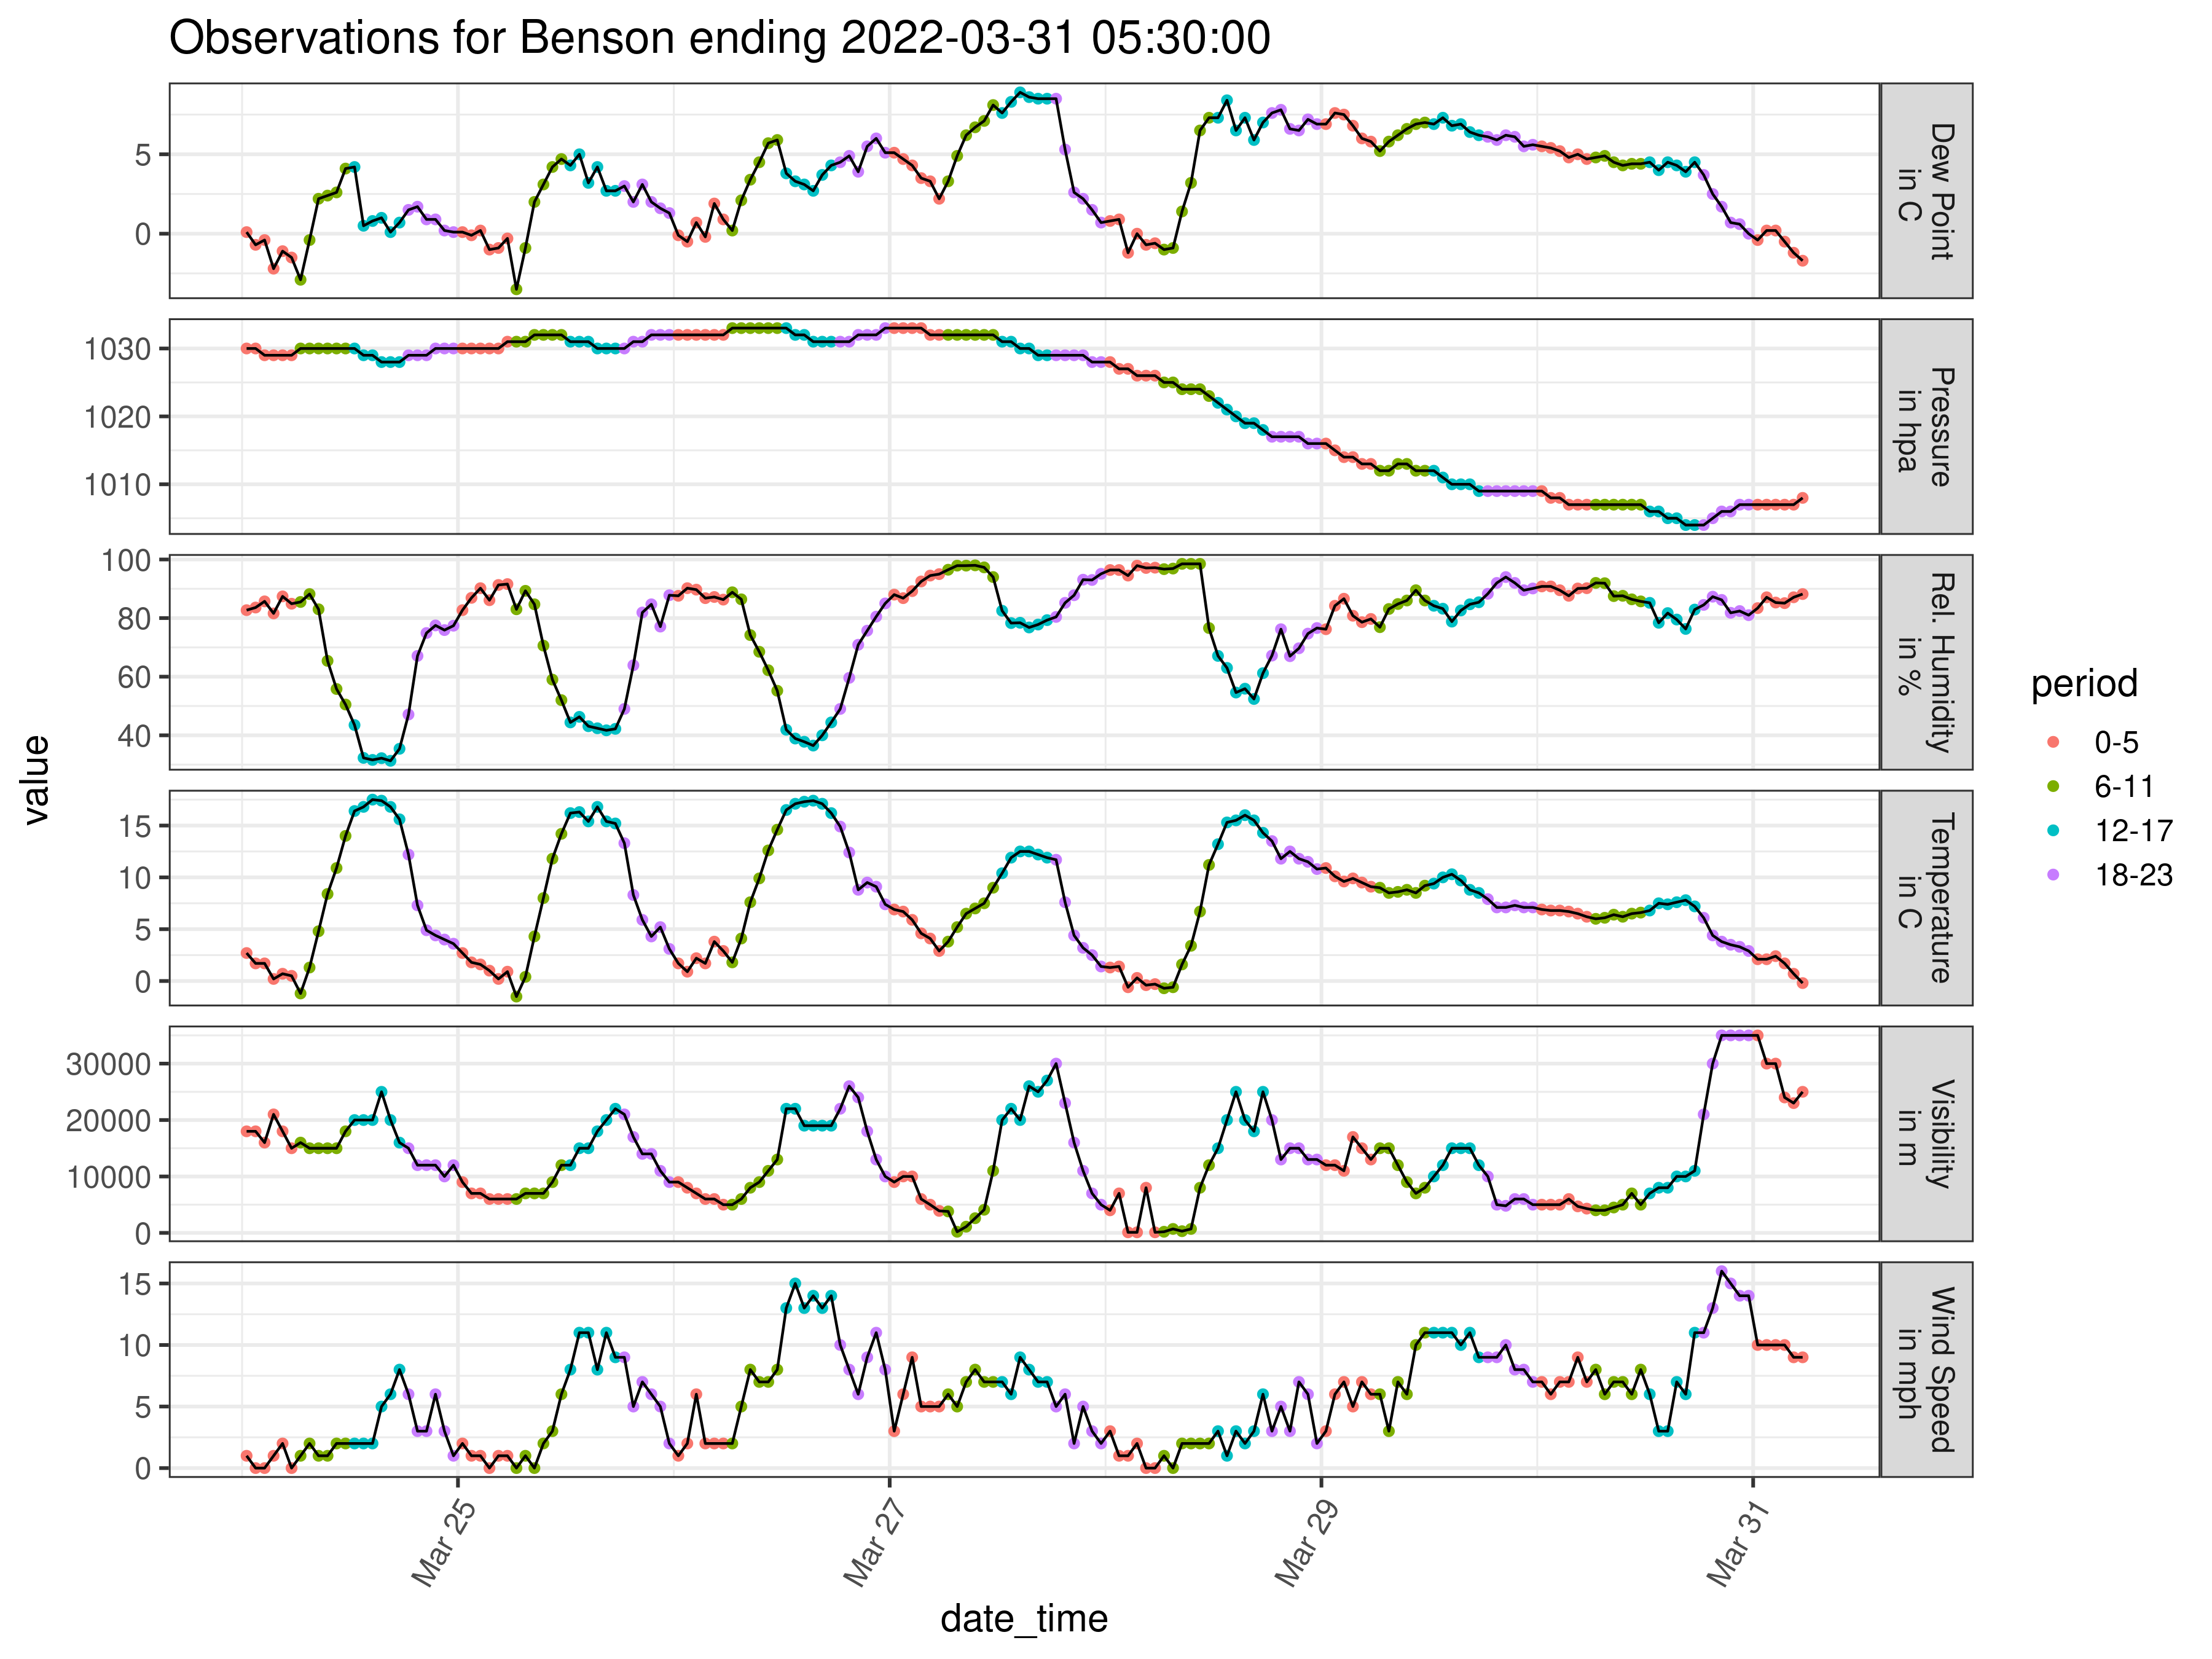 Observations for Benson ending 2022-03-31 05:30:00
value
5
0
Dew Point
in C
1030
1020
1010
Pressure
in hpa
100
80
60
40
Rel. Humidity
in %
15
10
5
0
Temperature
in C
30000
20000
10000
0
Visibility
in m
15
10
5
0
Wind Speed
in mph
Mar 25
Mar 27
Mar 29
Mar 31
date_time
period
0-5
6-11
12-17
18-23